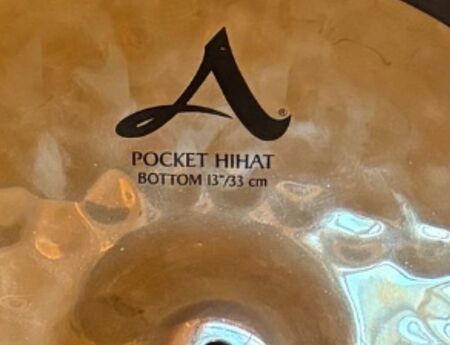 A®
POCKET HIHAT
BOTTOM 13"/33 cm